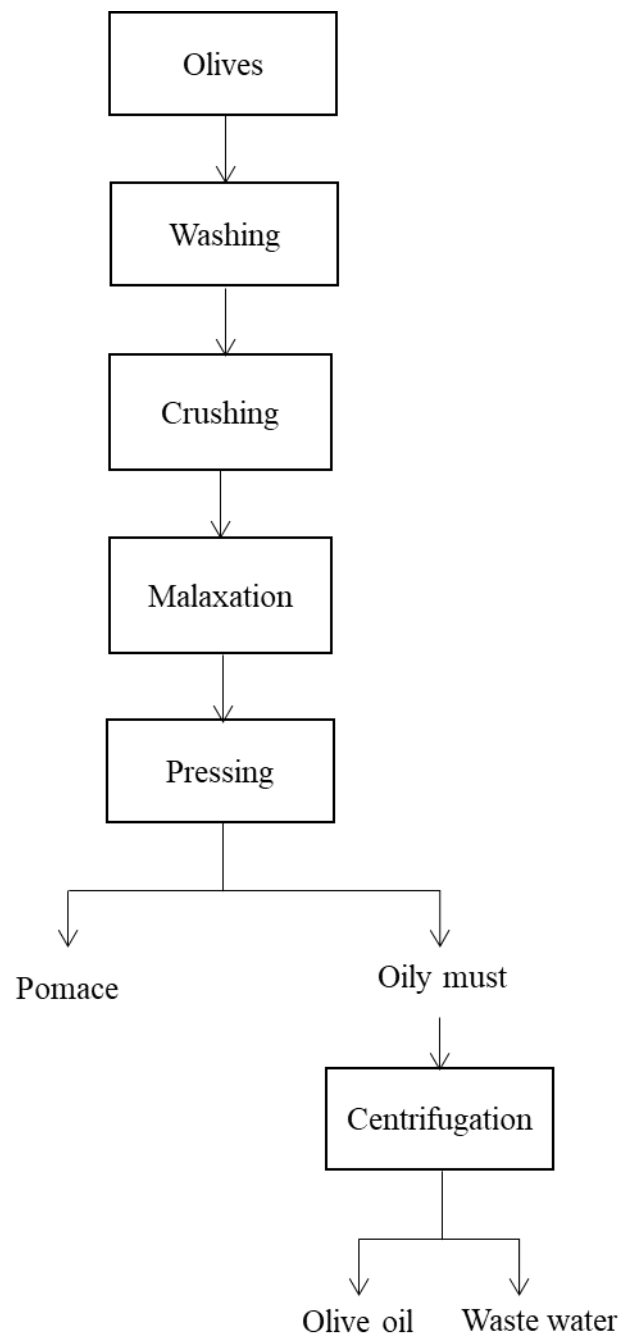 Olives
Washing
Crushing
Malaxation
Pressing
Pomace
Oily must
Centrifugation
Olive oil
Waste water